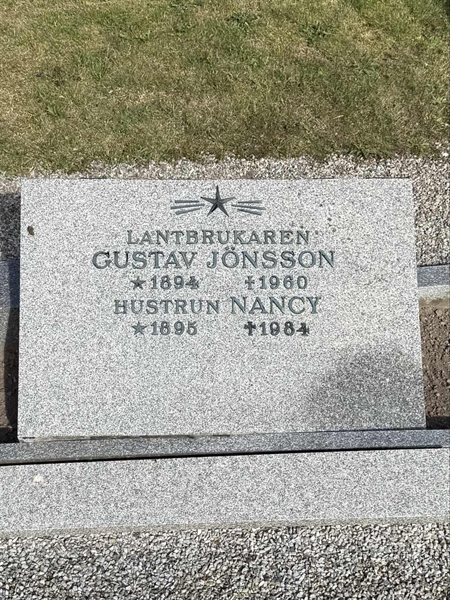 LANTBRUKAREN
GUSTAV JÖNSSON
★1894 ✝1960
HUSTRUN NANCY
★1895 ✝1984